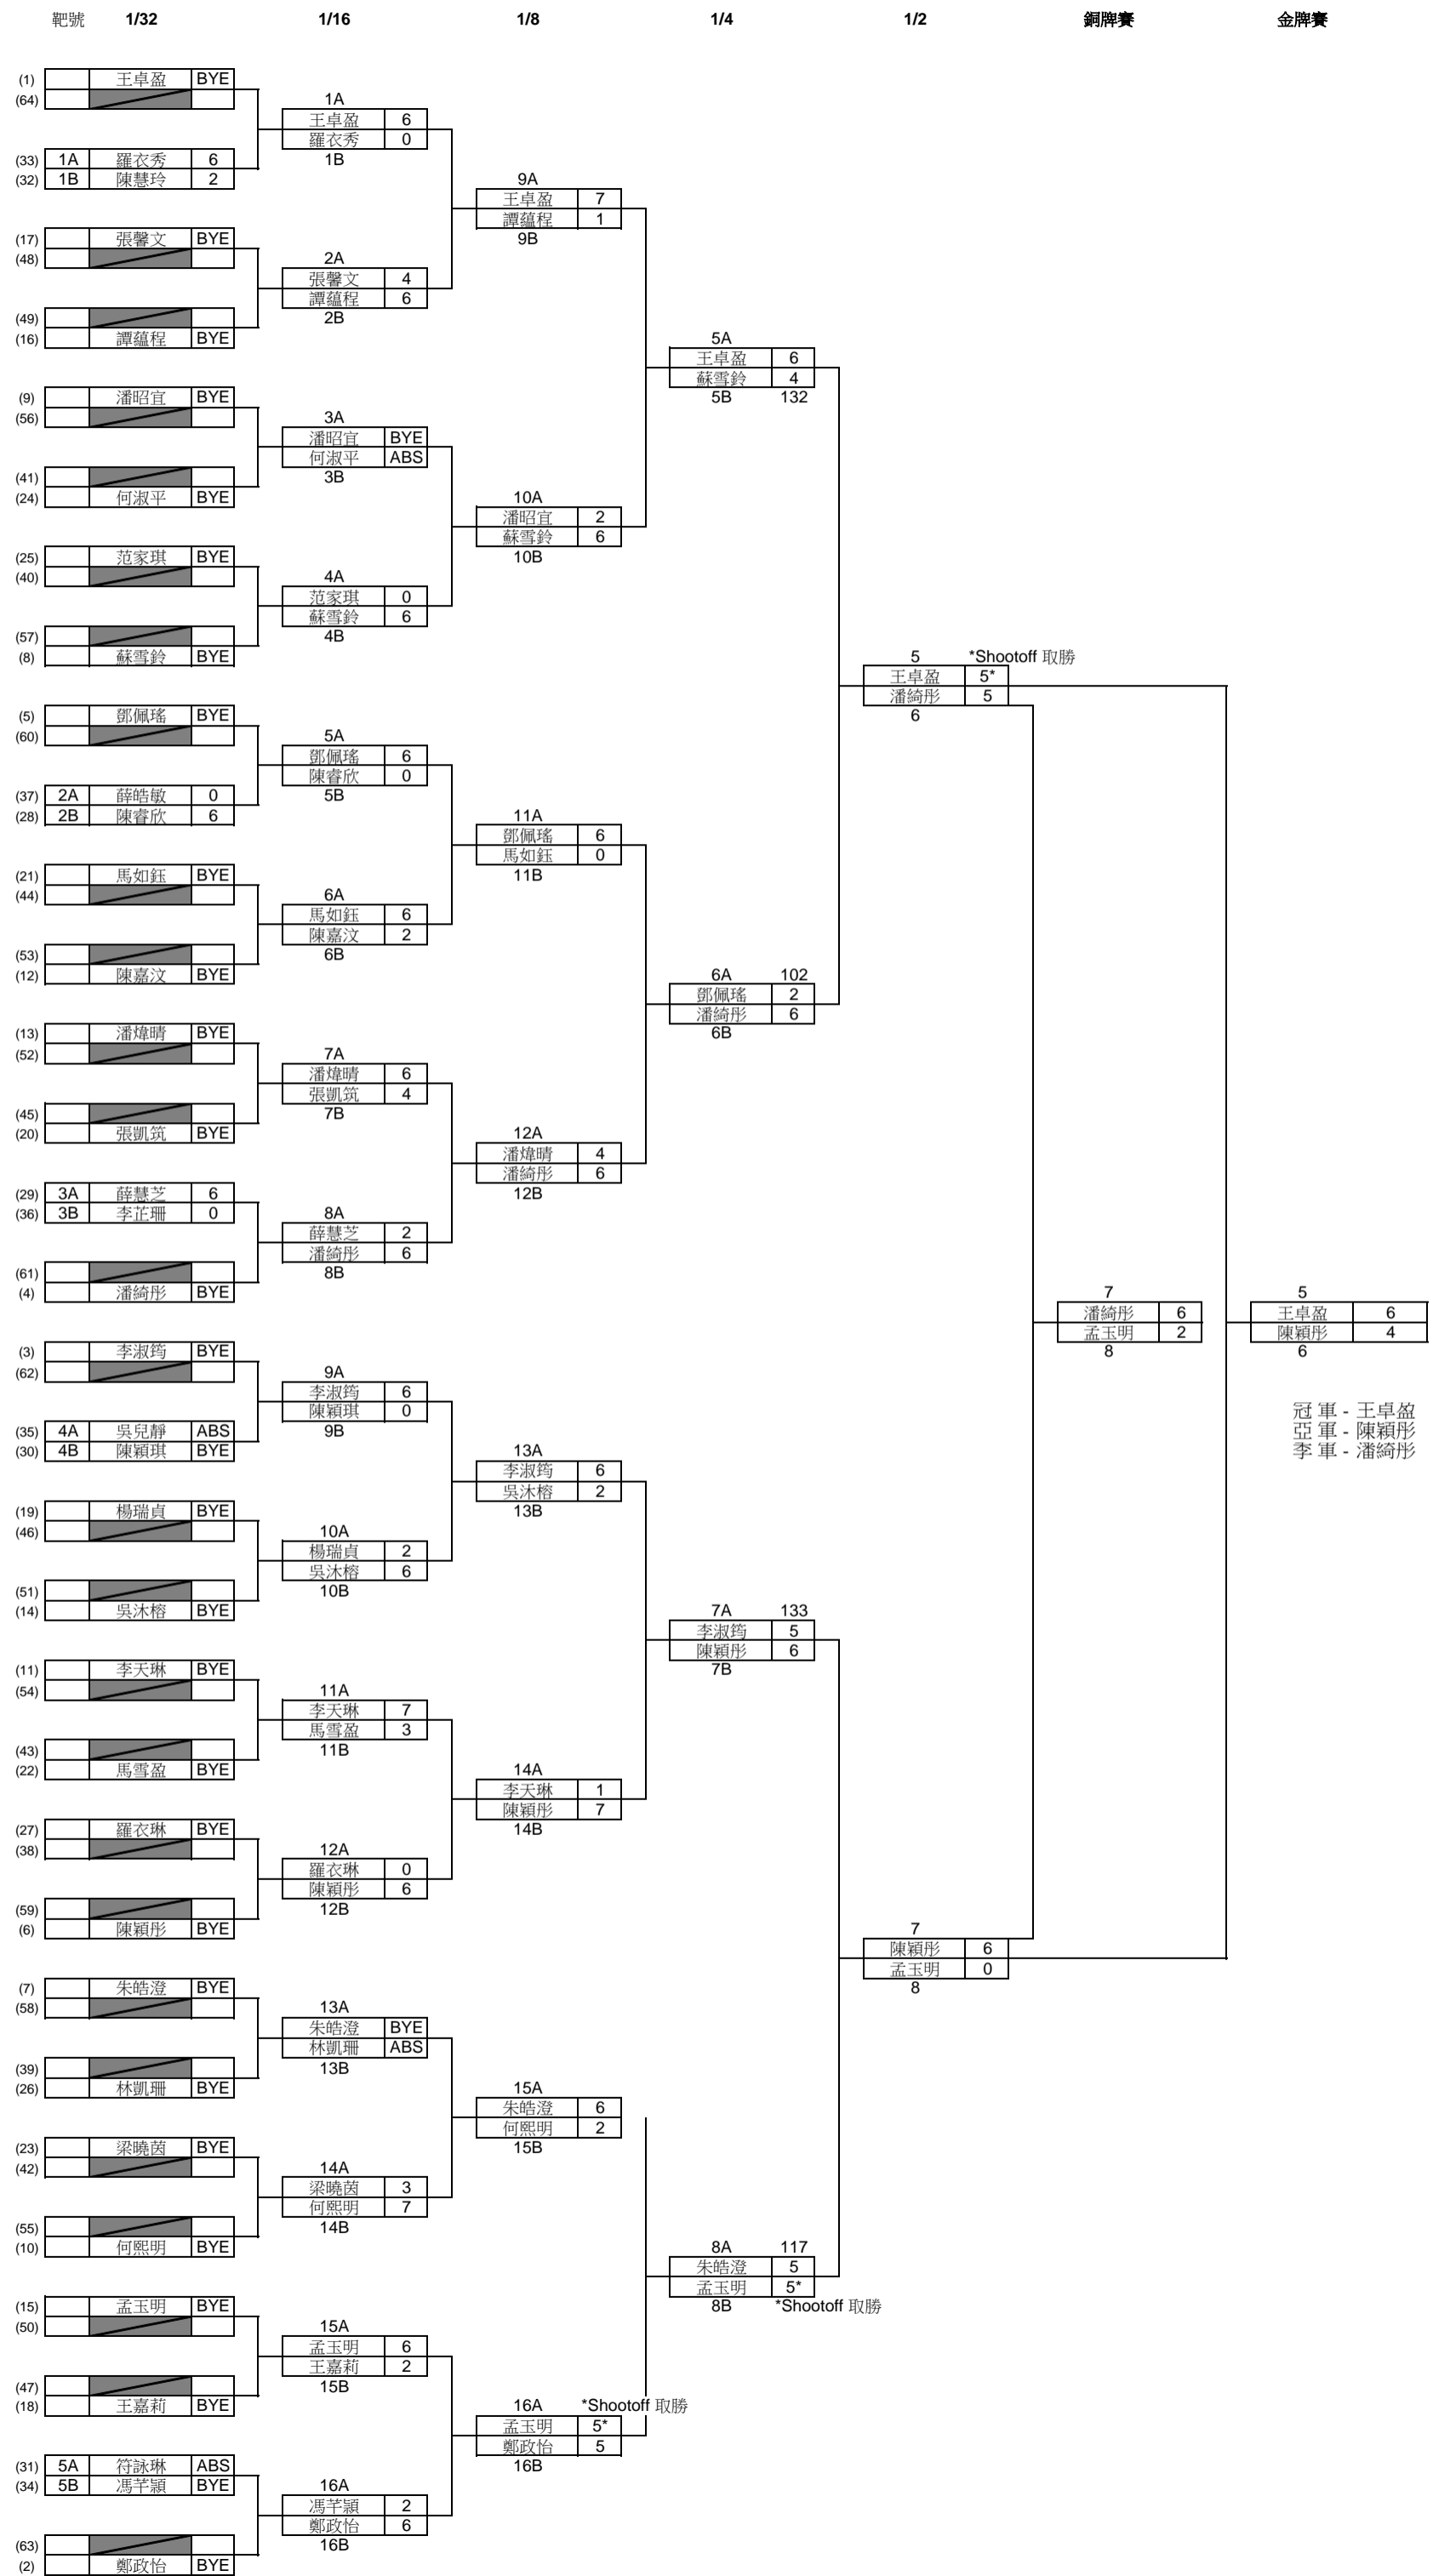 靶號 1/32 1/16 1/8 1/4 1/2 銅牌賽 金牌賽
(1) 王卓盈 BYE
(64)
1A
王卓盈 6
羅衣秀 0
1B
(33) 1A 羅衣秀 6
(32) 1B 陳慧玲 2
9A
王卓盈 7
譚蘊程 1
9B
(17) 張馨文 BYE
(48)
2A
張馨文 4
譚蘊程 6
2B
(49)
(16) 譚蘊程 BYE
5A
王卓盈 6
蘇雪鈴 4
5B 132
(9) 潘昭宜 BYE
(56)
3A
潘昭宜 BYE
何淑平 ABS
3B
(41)
(24) 何淑平 BYE
10A
潘昭宜 2
蘇雪鈴 6
10B
(25) 范家琪 BYE
(40)
4A
范家琪 0
蘇雪鈴 6
4B
(57)
(8) 蘇雪鈴 BYE
5 *Shootoff 取勝
王卓盈 5*
潘綺彤 5
6
(5) 鄧佩瑤 BYE
(60)
5A
鄧佩瑤 6
陳睿欣 0
5B
(37) 2A 薛皓敏 0
(28) 2B 陳睿欣 6
11A
鄧佩瑤 6
馬如鈺 0
11B
(21) 馬如鈺 BYE
(44)
6A
馬如鈺 6
陳嘉汶 2
6B
(53)
(12) 陳嘉汶 BYE
6A 102
鄧佩瑤 2
潘綺彤 6
6B
(13) 潘煒晴 BYE
(52)
7A
潘煒晴 6
張凱筑 4
7B
(45)
(20) 張凱筑 BYE
12A
潘煒晴 4
潘綺彤 6
12B
(29) 3A 薛慧芝 6
(36) 3B 李芷珊 0
8A
薛慧芝 2
潘綺彤 6
8B
(61)
(4) 潘綺彤 BYE
7
潘綺彤 6
孟玉明 2
8
5
王卓盈 6
陳穎彤 4
6
冠 軍 - 王卓盈
亞 軍 - 陳穎彤
季 軍 - 潘綺彤
(3) 李淑筠 BYE
(62)
9A
李淑筠 6
陳穎琪 0
9B
(35) 4A 吳兒靜 ABS
(30) 4B 陳穎琪 BYE
13A
李淑筠 6
吳沐榕 2
13B
(19) 楊瑞貞 BYE
(46)
10A
楊瑞貞 2
吳沐榕 6
10B
(51)
(14) 吳沐榕 BYE
7A 133
李淑筠 5
陳穎彤 6
7B
(11) 李天琳 BYE
(54)
11A
李天琳 7
馬雪盈 3
11B
(43)
(22) 馬雪盈 BYE
14A
李天琳 1
陳穎彤 7
14B
(27) 羅衣琳 BYE
(38)
12A
羅衣琳 0
陳穎彤 6
12B
(59)
(6) 陳穎彤 BYE
7
陳穎彤 6
孟玉明 0
8
(7) 朱皓澄 BYE
(58)
13A
朱皓澄 BYE
林凱珊 ABS
13B
(39)
(26) 林凱珊 BYE
15A
朱皓澄 6
何熙明 2
15B
(23) 梁曉茵 BYE
(42)
14A
梁曉茵 3
何熙明 7
14B
(55)
(10) 何熙明 BYE
8A 117
朱皓澄 5
孟玉明 5*
8B *Shootoff 取勝
(15) 孟玉明 BYE
(50)
15A
孟玉明 6
王嘉莉 2
15B
(47)
(18) 王嘉莉 BYE
16A *Shootoff 取勝
孟玉明 5*
鄭政怡 5
16B
(31) 5A 符詠琳 ABS
(34) 5B 馮芊頴 BYE
16A
馮芊頴 2
鄭政怡 6
16B
(63)
(2) 鄭政怡 BYE